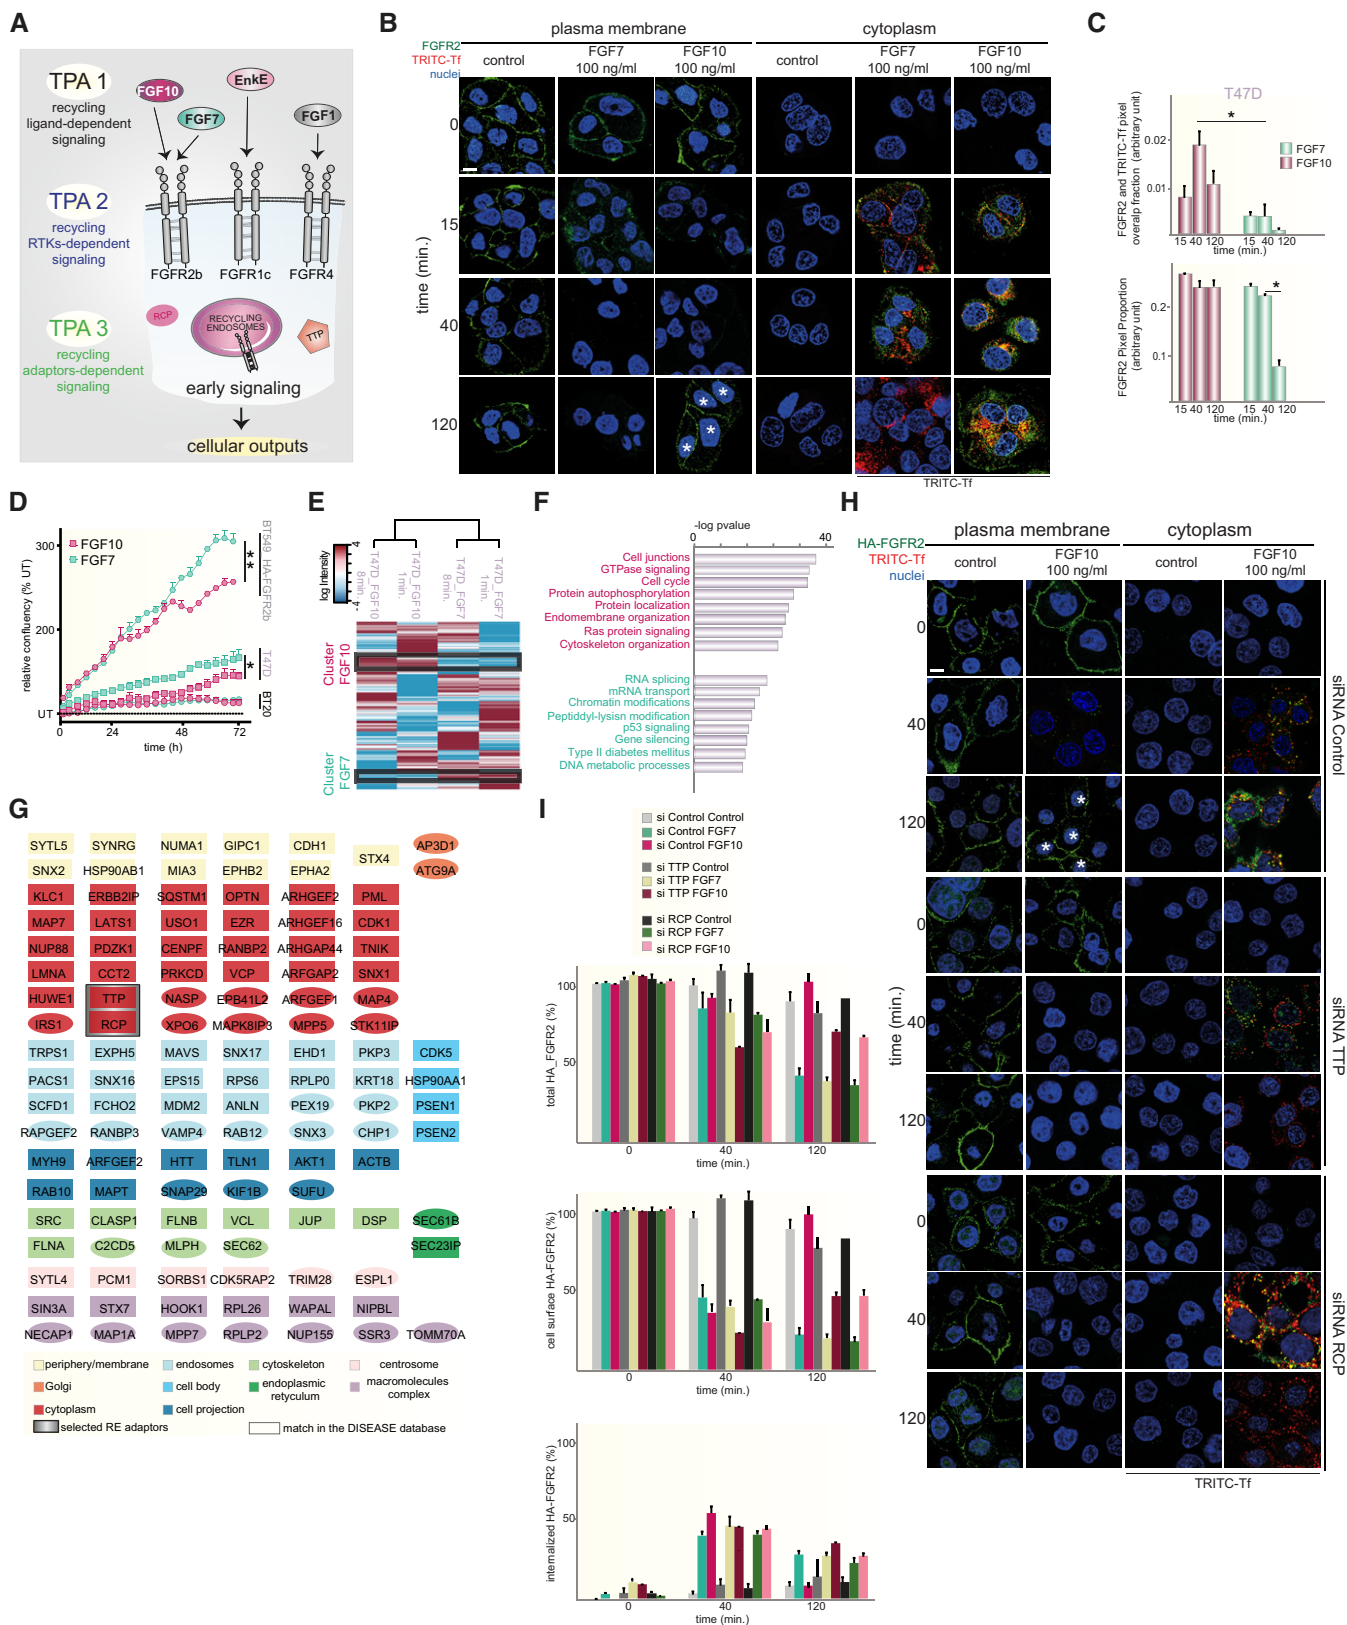 A
TPA 1
recycling
ligand-dependent
signaling
TPA 2
recycling
RTKs-dependent
signaling
TPA 3
recycling
adaptors-dependent
signaling
FGF10
FGF7
EnkE
FGF1
FGFR2b
FGFR1c
FGFR4
RCP
RECYCLING
ENDOSOMES
TTP
early signaling
cellular outputs
B
plasma membrane
cytoplasm
FGFR2
TRITC-Tf
nuclei
control
FGF7
100 ng/ml
FGF10
100 ng/ml
control
FGF7
100 ng/ml
FGF10
100 ng/ml
time (min.)
0
15
40
120
* * * *
TRITC-Tf
C
T47D
FGFR2 and TRITC-Tf pixel
overalp fraction (arbitrary unit)
0.02
0.01
*
FGF7
FGF10
15 40 120
15 40 120
time (min.)
FGFR2 Pixel Proportion
(arbitrary unit)
0.2
0.1
*
15 40 120
15 40 120
time (min.)
D
relative confluency (% UT)
300
200
UT
FGF10
FGF7
0
24
48
72
time (h)
**
BT549 HA-FGFR2b
*
T47D
BT20
E
log Intensity
4
-4
T47D_FGF10
8min.
T47D_FGF10
1min.
T47D_FGF7
8min.
T47D_FGF7
1min.
Cluster
FGF10
Cluster
FGF7
F
-log pvalue
0
20
40
Cell junctions
GTPase signaling
Cell cycle
Protein autophosphorylation
Protein localization
Endomembrane organization
Ras protein signaling
Cytoskeleton organization
RNA splicing
mRNA transport
Chromatin modifications
Peptiddyl-lysisn modification
p53 signaling
Gene silencing
Type II diabetes mellitus
DNA metabolic processes
G
SYTL5 SYNRG NUMA1 GIPC1 CDH1 STX4 AP3D1
SNX2 HSP90AB1 MIA3 EPHB2 EPHA2 ATG9A
KLC1 ERBB2IP SQSTM1 OPTN ARHGEF2 PML
MAP7 LATS1 USO1 EZR ARHGEF16 CDK1
NUP88 PDZK1 CENPF RANBP2 ARHGAP44 TNIK
LMNA CCT2 PRKCD VCP ARFGAP2 SNX1
HUWE1 TTP NASP EPB41L2 ARFGEF1 MAP4
IRS1 RCP XPO6 MAPK8IP3 MPP5 STK11IP
TRPS1 EXPH5 MAVS SNX17 EHD1 PKP3 CDK5
PACS1 SNX16 EPS15 RPS6 RPLP0 KRT18 HSP90AA1
SCFD1 FCHO2 MDM2 ANLN PEX19 PKP2 PSEN1
RAPGEF2 RANBP3 VAMP4 RAB12 SNX3 CHP1 PSEN2
MYH9 ARFGEF2 HTT TLN1 AKT1 ACTB
RAB10 MAPT SNAP29 KIF1B SUFU
SRC CLASP1 FLNB VCL JUP DSP SEC61B
FLNA C2CD5 MLPH SEC62 SEC23IP
SYTL4 PCM1 SORBS1 CDK5RAP2 TRIM28 ESPL1
SIN3A STX7 HOOK1 RPL26 WAPAL NIPBL
NECAP1 MAP1A MPP7 RPLP2 NUP155 SSR3 TOMM70A
periphery/membrane
endosomes
cytoskeleton
centrosome
Golgi
cell body
endoplasmic
retyculum
macromolecules
complex
cytoplasm
cell projection
selected RE adaptors
match in the DISEASE database
H
plasma membrane
cytoplasm
HA-FGFR2
TRITC-Tf
nuclei
control
FGF10
100 ng/ml
control
FGF10
100 ng/ml
time (min.)
0
40
120
* * *
siRNA Control
0
40
120
siRNA TTP
0
40
120
siRNA RCP
TRITC-Tf
I
si Control Control
si Control FGF7
si Control FGF10
si TTP Control
si TTP FGF7
si TTP FGF10
si RCP Control
si RCP FGF7
si RCP FGF10
total HA_FGFR2 (%)
100
50
0
40
120
time (min.)
cell surface HA-FGFR2 (%)
100
50
0
40
120
time (min.)
internalized HA-FGFR2 (%)
100
50
0
40
120
time (min.)